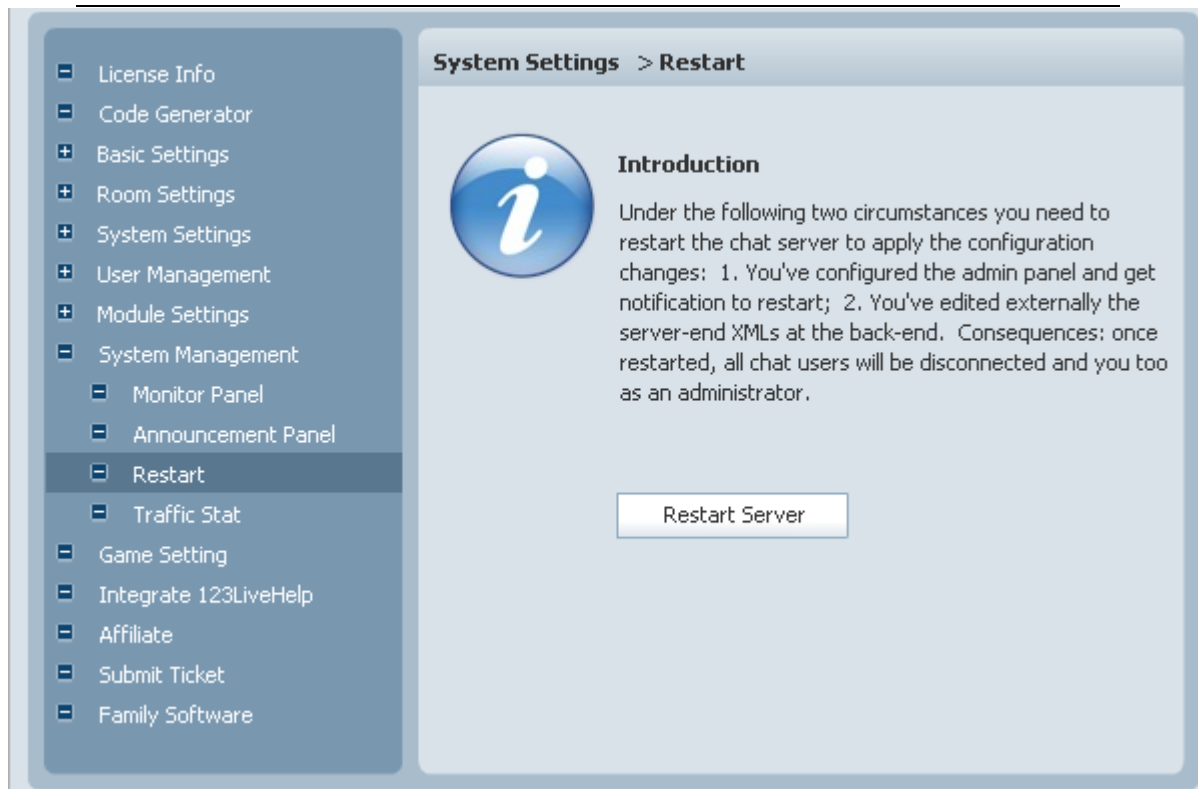 License Info
Code Generator
Basic Settings
Room Settings
System Settings
User Management
Module Settings
System Management
Monitor Panel
Announcement Panel
Restart
Traffic Stat
Game Setting
Integrate 123LiveHelp
Affiliate
Submit Ticket
Family Software
System Settings > Restart
Introduction
Under the following two circumstances you need to
restart the chat server to apply the configuration
changes: 1. You've configured the admin panel and get
notification to restart; 2. You've edited externally the
server-end XMLs at the back-end. Consequences: once
restarted, all chat users will be disconnected and you too
as an administrator.
Restart Server